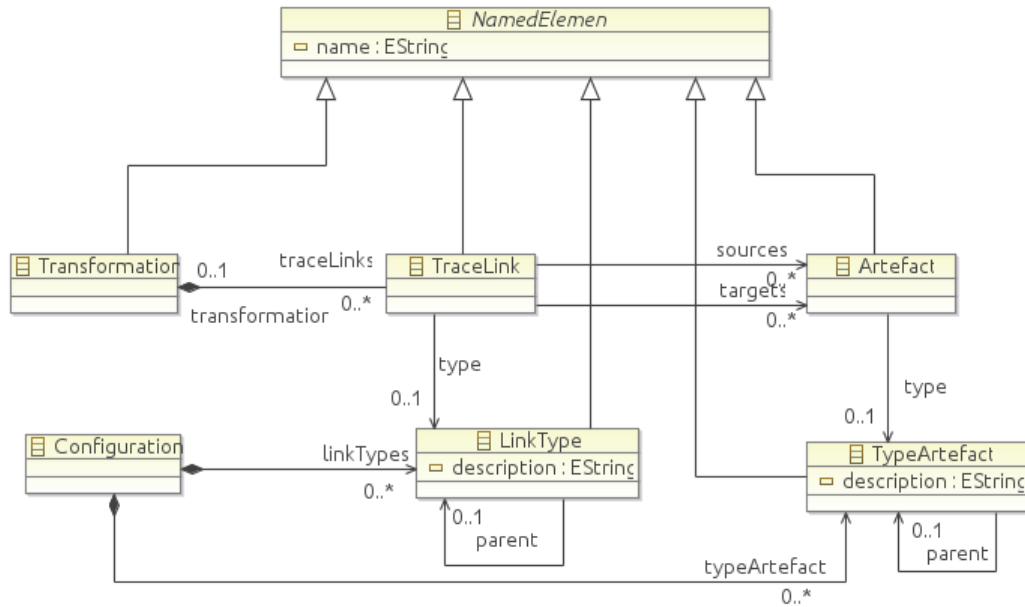 NamedElemen
name : EString
Transformation
0..1
traceLinks
0..*
transformation
TraceLink
sources
0..*
targets
0..*
Artefact
type
0..1
type
0..1
Configuration
linkTypes
0..*
LinkType
description : EString
0..1
parent
TypeArtefact
description : EString
0..1
parent
typeArtefact
0..*